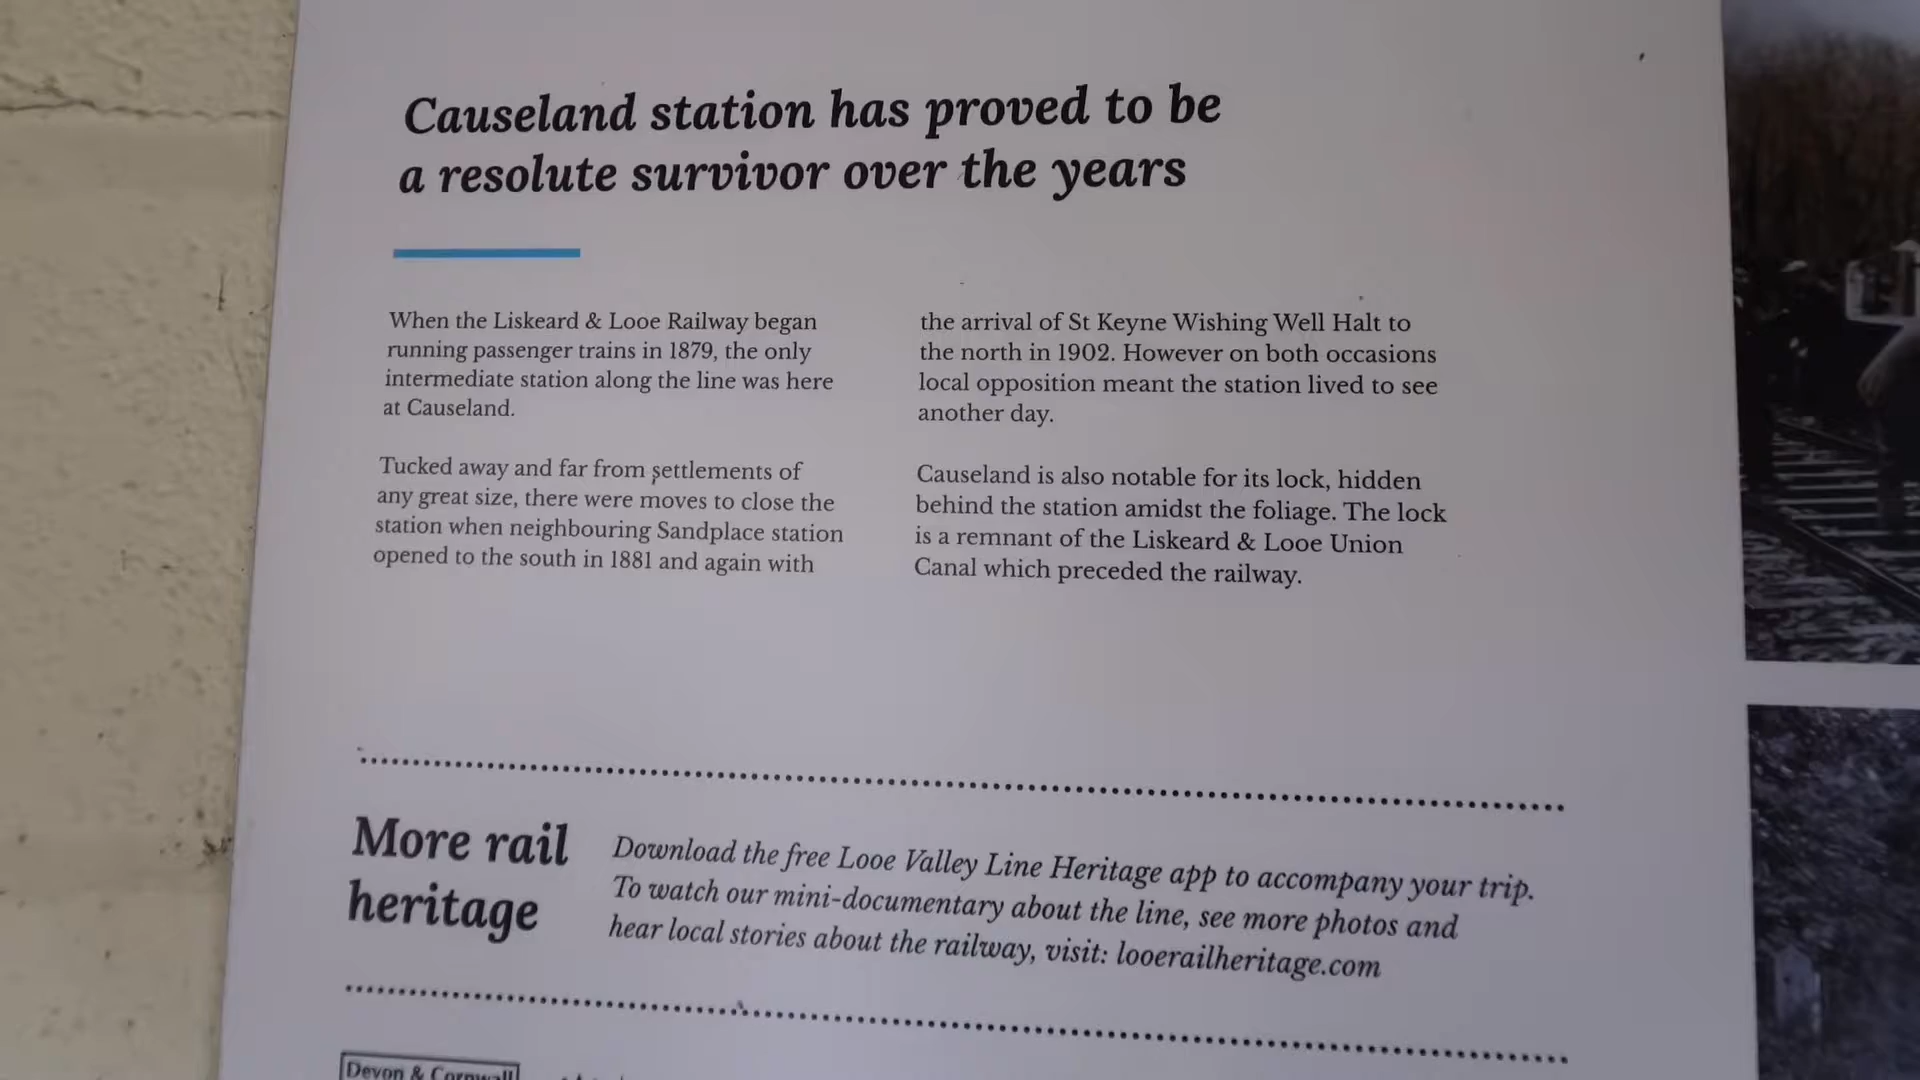 Causeland station has proved to be
a resolute survivor over the years
When the Liskeard & Looe Railway began
running passenger trains in 1879, the only
intermediate station along the line was here
at Causeland.
Tucked away and far from settlements of
any great size, there were moves to close the
station when neighbouring Sandplace station
opened to the south in 1881 and again with
the arrival of St Keyne Wishing Well Halt to
the north in 1902. However on both occasions
local opposition meant the station lived to see
another day.
Causeland is also notable for its lock, hidden
behind the station amidst the foliage. The lock
is a remnant of the Liskeard & Looe Union
Canal which preceded the railway.
More rail
heritage
Download the free Looe Valley Line Heritage app to accompany your trip.
To watch our mini-documentary about the line, see more photos and
hear local stories about the railway, visit: looerailheritage.com
Devon & Cornwall